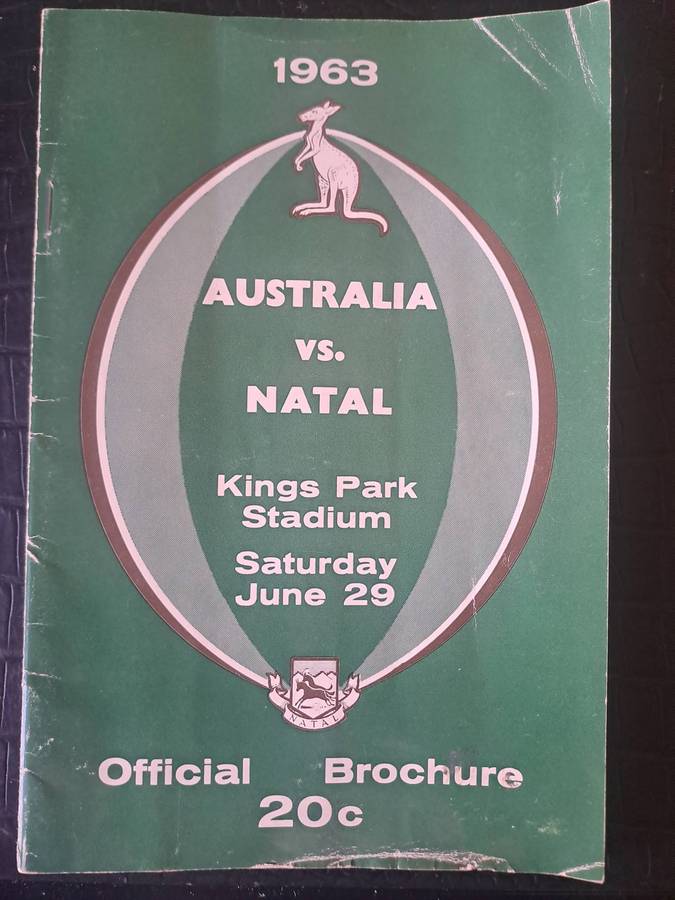 1963
AUSTRALIA
vs.
NATAL
Kings Park
Stadium
Saturday
June 29
NATAL
Official Brochure
20c